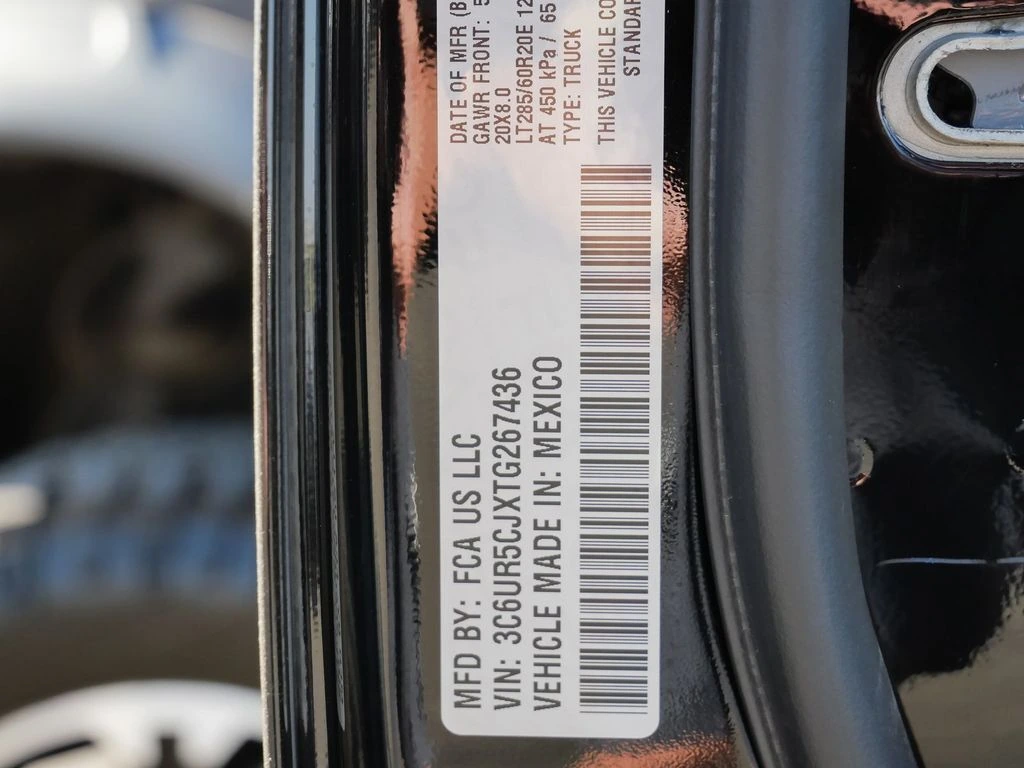 MFD BY: FCA US LLC
VIN: 3C6UR5CJXTG267436
VEHICLE MADE IN: MEXICO
DATE OF MFR
GAWR FRONT:
20X8.0
LT285/60R20E
AT 450 kPa / 65
TYPE: TRUCK
THIS VEHICLE
STANDAR